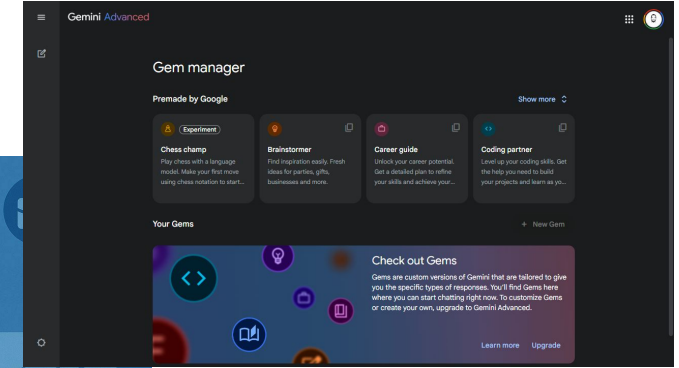 Gemini Advanced
Gem manager
Premade by Google
Show more
Experiment
Chess champ
Play chess with a language
model. Make your first move
using chess notation to start...
Brainstormer
Find inspiration easily. Fresh
ideas for parties, gifts,
businesses and more.
Career guide
Unlock your career potential.
Get a detailed plan to refine
your skills and achieve your...
Coding partner
Level up your coding skills. Get
the help you need to build
your projects and learn as yo...
Your Gems
+ New Gem
Check out Gems
Gems are custom versions of Gemini that are tailored to give
you the specific types of responses. You'll find Gems here
where you can start chatting right now. To customize Gems
or create your own, upgrade to Gemini Advanced.
Learn more Upgrade